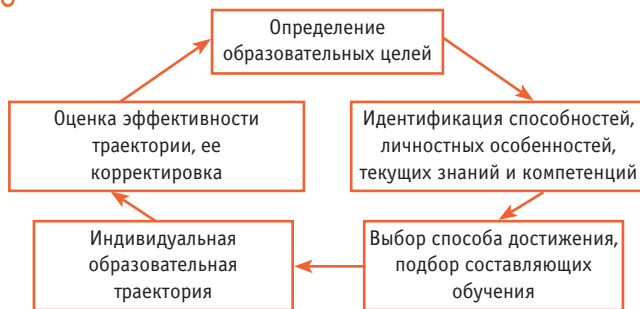 Определение
образовательных целей
Оценка эффективности
траектории, ее
корректировка
Идентификация способностей,
личностных особенностей,
текущих знаний и компетенций
Индивидуальная
образовательная
траектория
Выбор способа достижения,
подбор составляющих
обучения